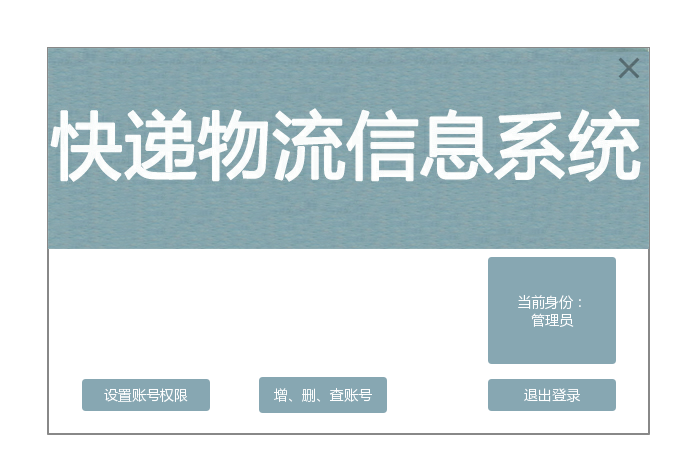 快递物流信息系统
当前身份：
管理员
设置账号权限
增、删、查账号
退出登录